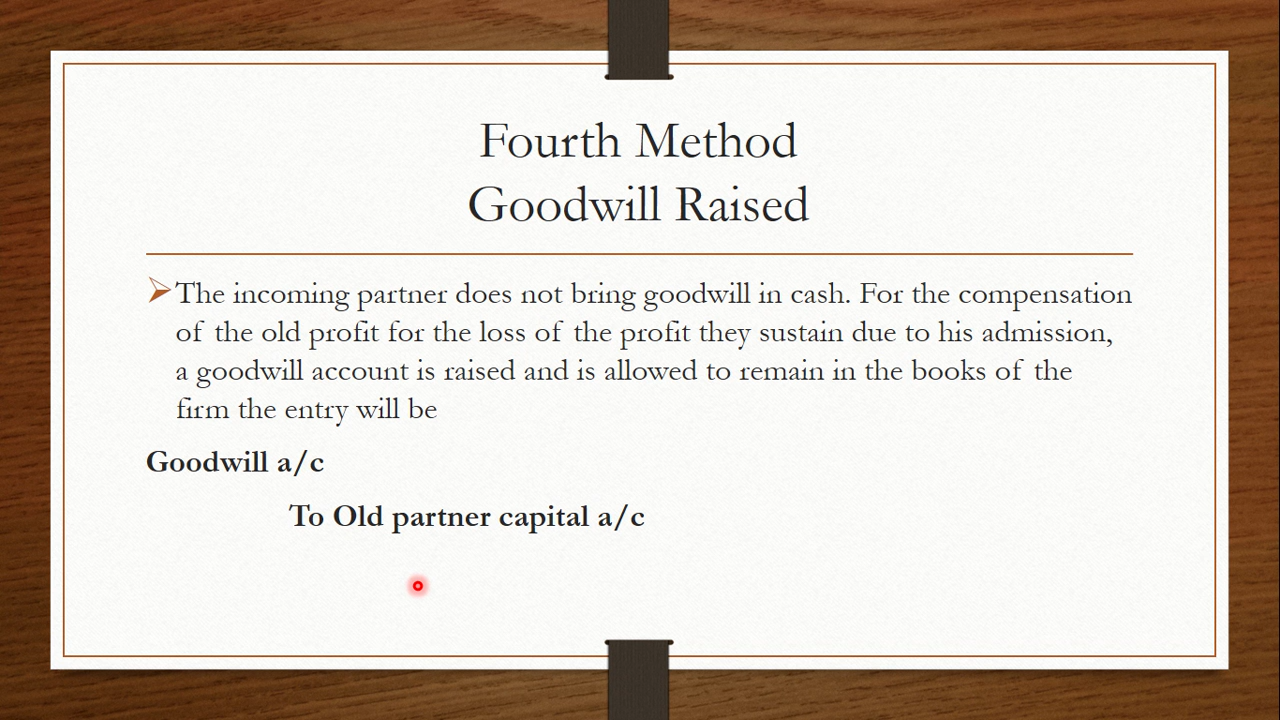 Fourth Method
Goodwill Raised
The incoming partner does not bring goodwill in cash. For the compensation
of the old profit for the loss of the profit they sustain due to his admission,
a goodwill account is raised and is allowed to remain in the books of the
firm the entry will be
Goodwill a/c
To Old partner capital a/c